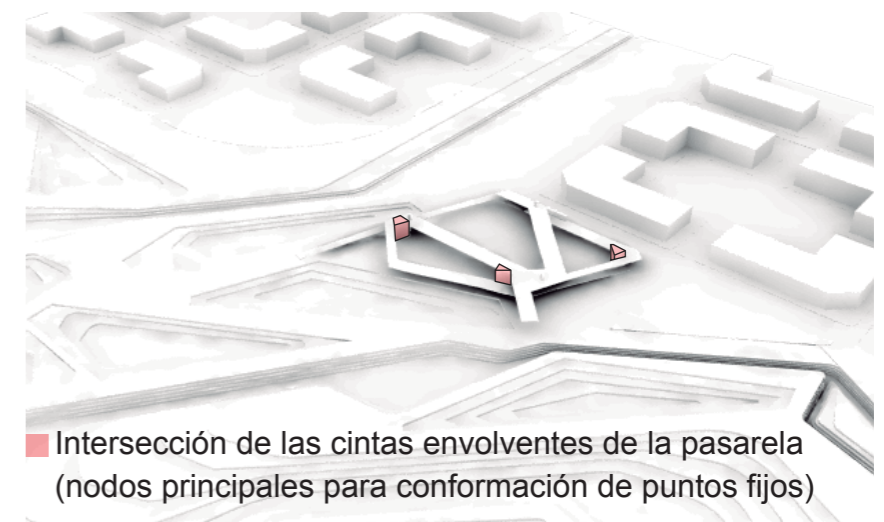 Intersección de las cintas envolventes de la pasarela
(nodos principales para conformación de puntos fijos)